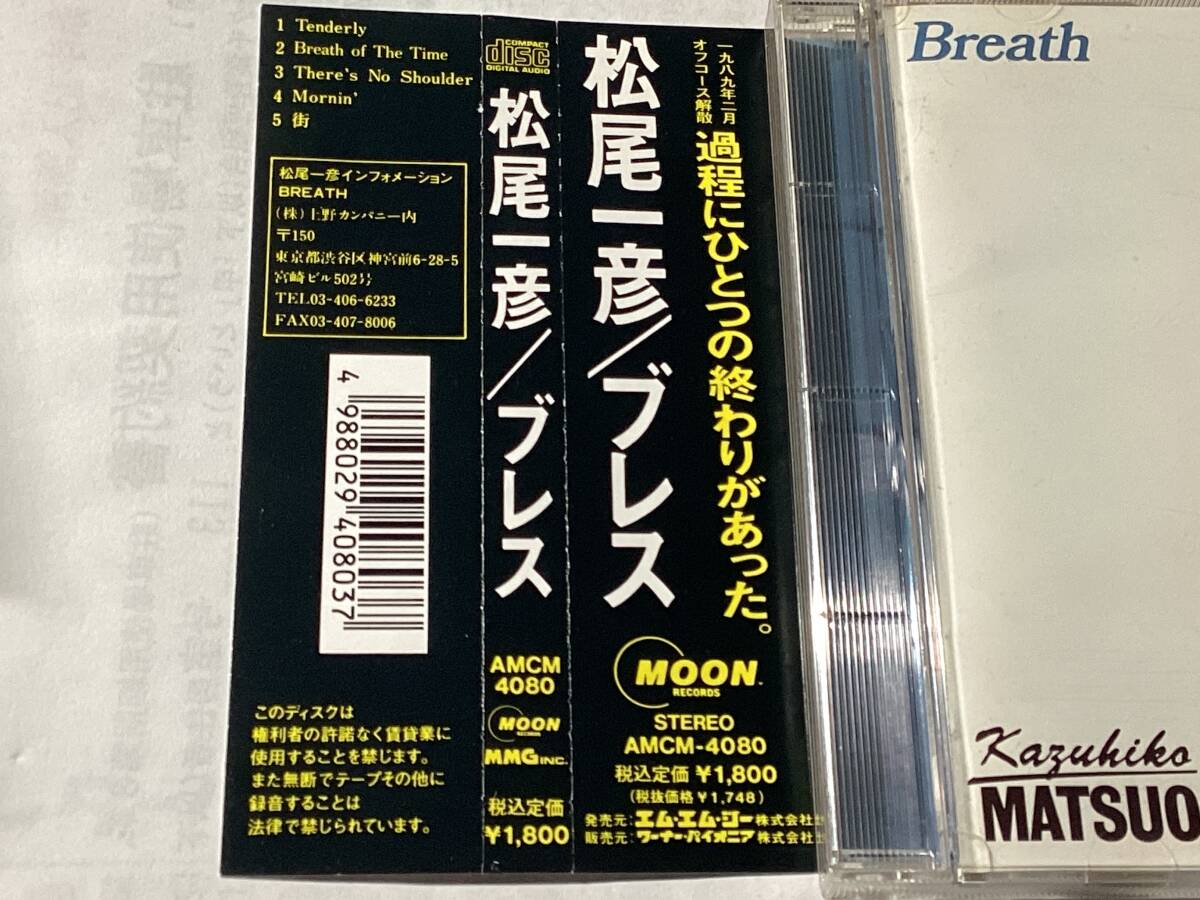 1 Tenderly
2 Breath of The Time
3 There's No Shoulder
4 Mornin'
5 街
松尾一彦インフォメーション
BREATH
(株)上野カンパニー内
〒150
東京都渋谷区神宮前6-28-5
宮崎ビル502号
TEL03-406-6233
FAX03-407-8006
4 988029 408037
このディスクは
権利者の許諾なく賃貸業に
使用することを禁じます。
また無断でテープその他に
録音することは
法律で禁じられています。
COMPACT
disc
DIGITAL AUDIO
松尾一彦/ブレス
AMCM
4080
MOON
RECORDS
MMG INC.
税込定価
¥1,800
一九八九年二月
オフコース解散
過程にひとつの終わりがあった。
松尾一彦/ブレス
MOON
RECORDS
STEREO
AMCM-4080
税込定価 ¥1,800
(税抜価格¥1,748)
発売元:エム・エム・ジー株式会社
販売元:ワーナー・パイオニア株式会社
Breath
Kazuhiko
MATSUO